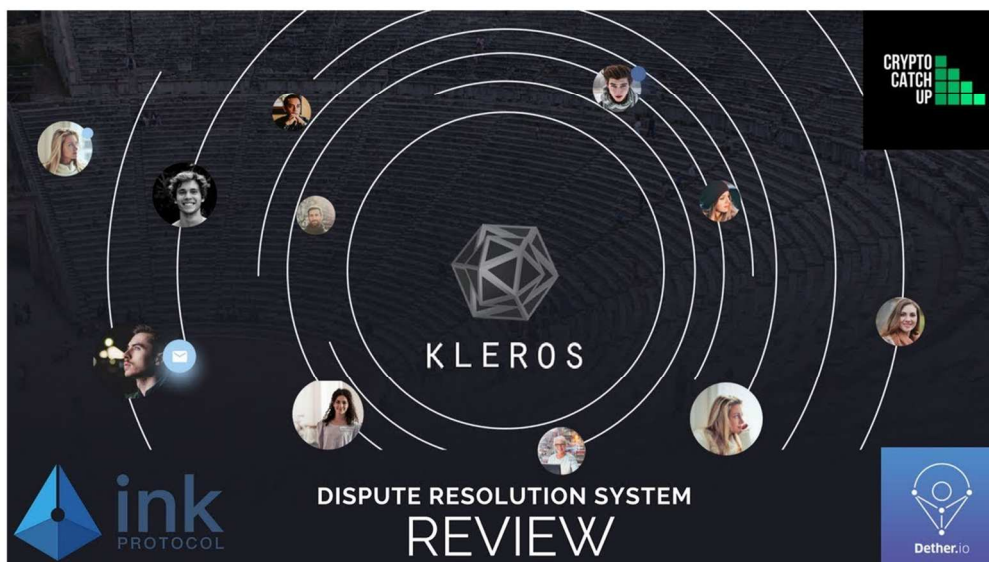 CRYPTO
CATCH
UP
KLEROS
ink
PROTOCOL
DISPUTE RESOLUTION SYSTEM
REVIEW
Dether.io